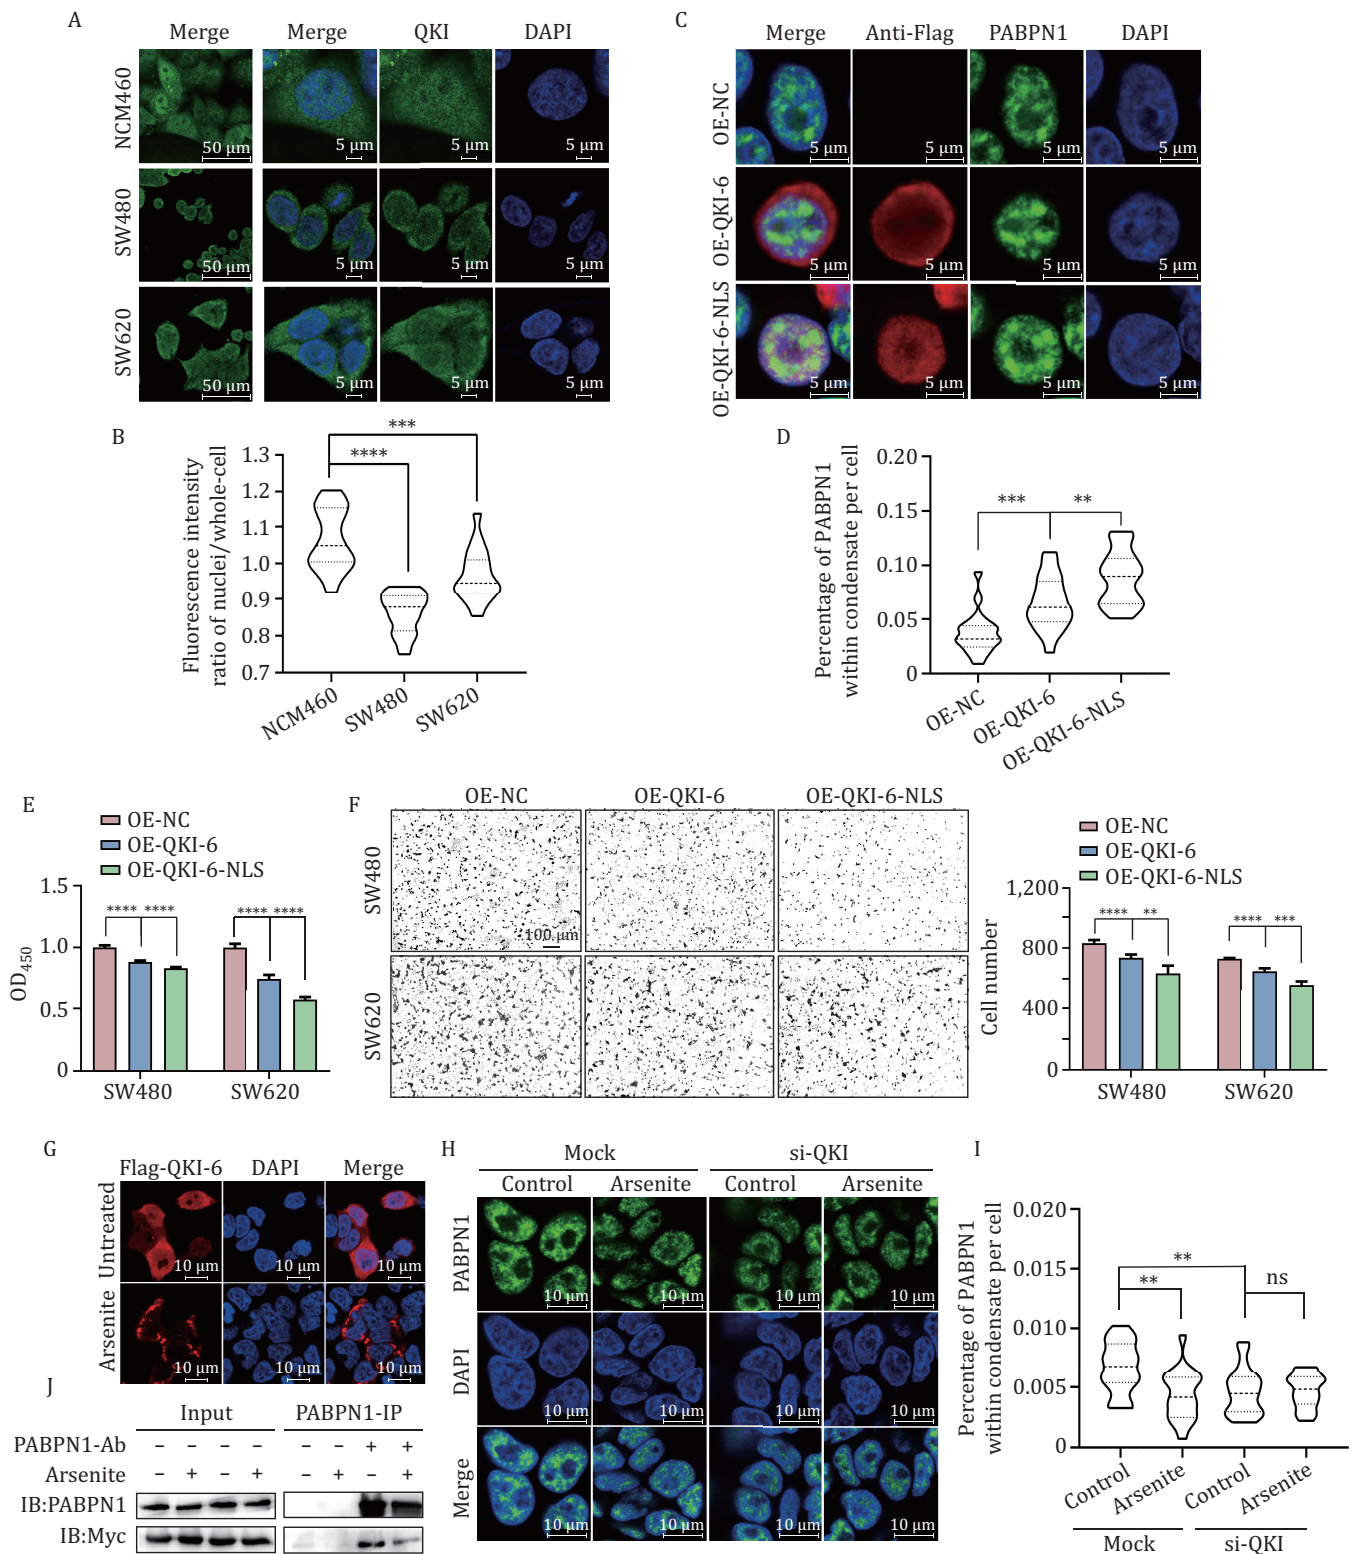 A
Merge Merge QKI DAPI
NCM460
50 μm 5 μm 5 μm 5 μm
SW480
50 μm 5 μm 5 μm 5 μm
SW620
50 μm 5 μm 5 μm 5 μm
B
Fluorescence intensity
ratio of nuclei/whole-cell
***
****
1.3
1.2
1.1
1.0
0.9
0.8
0.7
NCM460 SW480 SW620
C
Merge Anti-Flag PABPN1 DAPI
OE-NC
5 μm 5 μm 5 μm 5 μm
OE-QKI-6
5 μm 5 μm 5 μm 5 μm
OE-QKI-6-NLS
5 μm 5 μm 5 μm 5 μm
D
Percentage of PABPN1
within condensate per cell
0.20
0.15
0.10
0.05
0
*** **
OE-NC OE-QKI-6 OE-QKI-6-NLS
E
OE-NC
OE-QKI-6
OE-QKI-6-NLS
OD450
1.5
1.0
0.5
0
**** **** **** ****
SW480 SW620
F
OE-NC OE-QKI-6 OE-QKI-6-NLS
SW480
100 μm
SW620
OE-NC
OE-QKI-6
OE-QKI-6-NLS
Cell number
1,200
800
400
0
**** ** **** ***
SW480 SW620
G
Flag-QKI-6 DAPI Merge
Untreated
10 μm 10 μm 10 μm
Arsenite
10 μm 10 μm 10 μm
H
Mock si-QKI
Control Arsenite Control Arsenite
PABPN1
10 μm 10 μm 10 μm 10 μm
DAPI
10 μm 10 μm 10 μm 10 μm
Merge
10 μm 10 μm 10 μm 10 μm
I
Percentage of PABPN1
within condensate per cell
0.020
0.015
0.010
0.005
0
**
** ns
Control Arsenite Control Arsenite
Mock si-QKI
J
Input PABPN1-IP
PABPN1-Ab − − − − − − + +
Arsenite − + − + − + − +
IB:PABPN1
IB:Myc